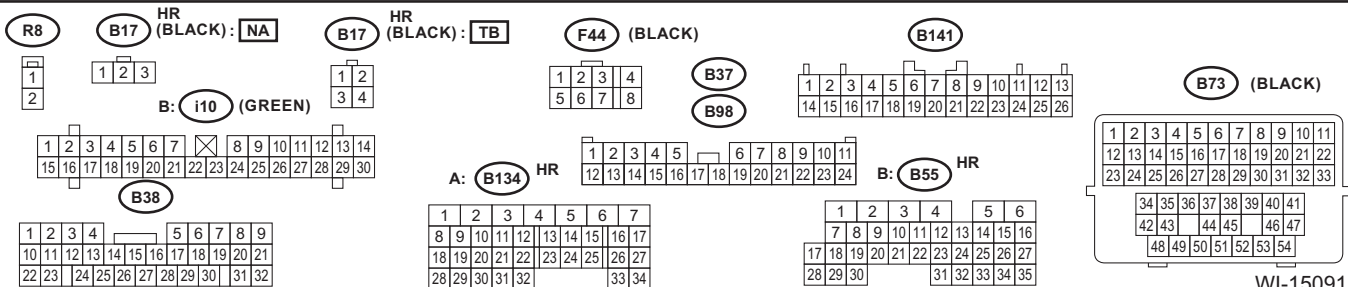 R8
B17 HR (BLACK) : NA
1 2 3
B17 HR (BLACK) : TB
1 2
3 4
F44 (BLACK)
1 2 3 4
5 6 7 8
B37
B98
1 2 3 4 5 6 7 8 9 10 11
12 13 14 15 16 17 18 19 20 21 22 23 24
B141
1 2 3 4 5 6 7 8 9 10 11 12 13
14 15 16 17 18 19 20 21 22 23 24 25 26
B73 (BLACK)
1 2 3 4 5 6 7 8 9 10 11
12 13 14 15 16 17 18 19 20 21 22
23 24 25 26 27 28 29 30 31 32 33
34 35 36 37 38 39 40 41
42 43 44 45 46 47
48 49 50 51 52 53 54
1
2
B: i10 (GREEN)
1 2 3 4 5 6 7 8 9 10 11 12 13 14
15 16 17 18 19 20 21 22 23 24 25 26 27 28 29 30
B38
1 2 3 4 5 6 7 8 9
10 11 12 13 14 15 16 17 18 19 20 21
22 23 24 25 26 27 28 29 30 31 32
A: B134 HR
1 2 3 4 5 6 7
8 9 10 11 12 13 14 15 16 17
18 19 20 21 22 23 24 25 26 27
28 29 30 31 32 33 34
B: B55 HR
1 2 3 4 5 6
7 8 9 10 11 12 13 14 15 16
17 18 19 20 21 22 23 24 25 26 27
28 29 30 31 32 33 34 35
WI-15091